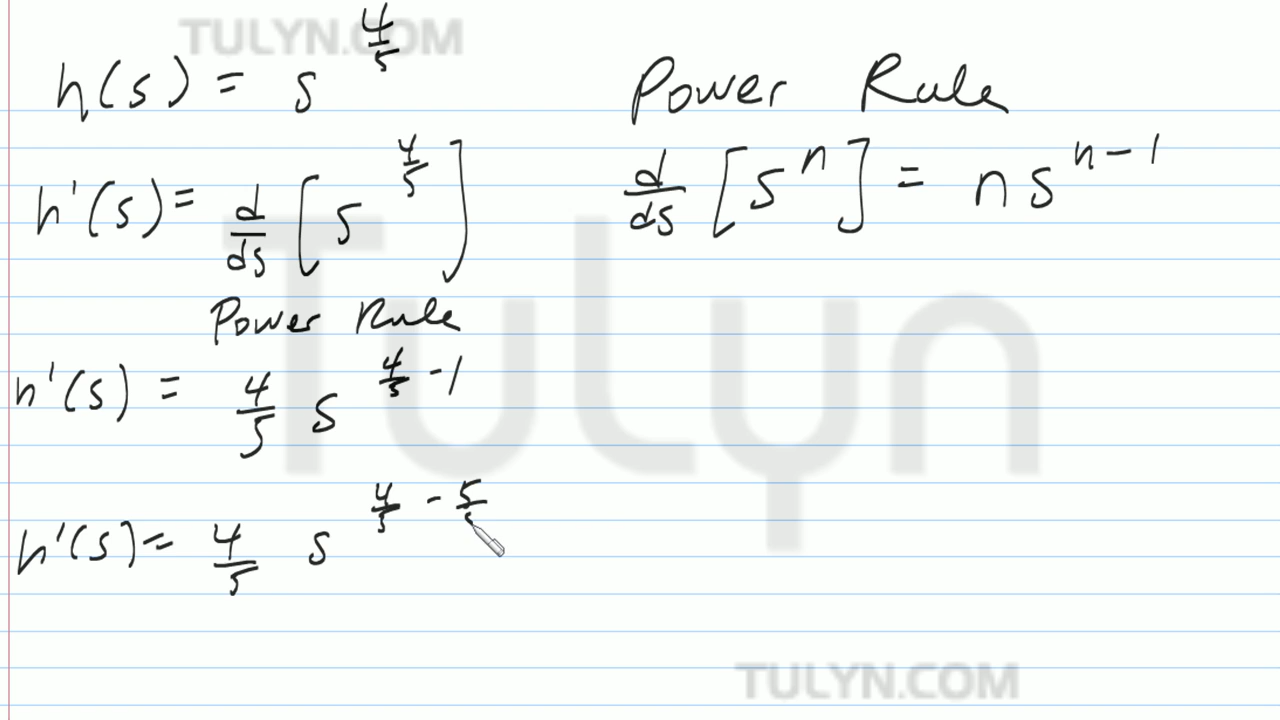 TULYN.COM
h(s) = s^(4/5)
h'(s) = d/ds [s^(4/5)]
Power Rule
h'(s) = 4/5 s^(4/5 - 1)
h'(s) = 4/5 s^(4/5 - 5/5)
Power Rule
d/ds [s^n] = n s^(n-1)
TuLyn
TULYN.COM